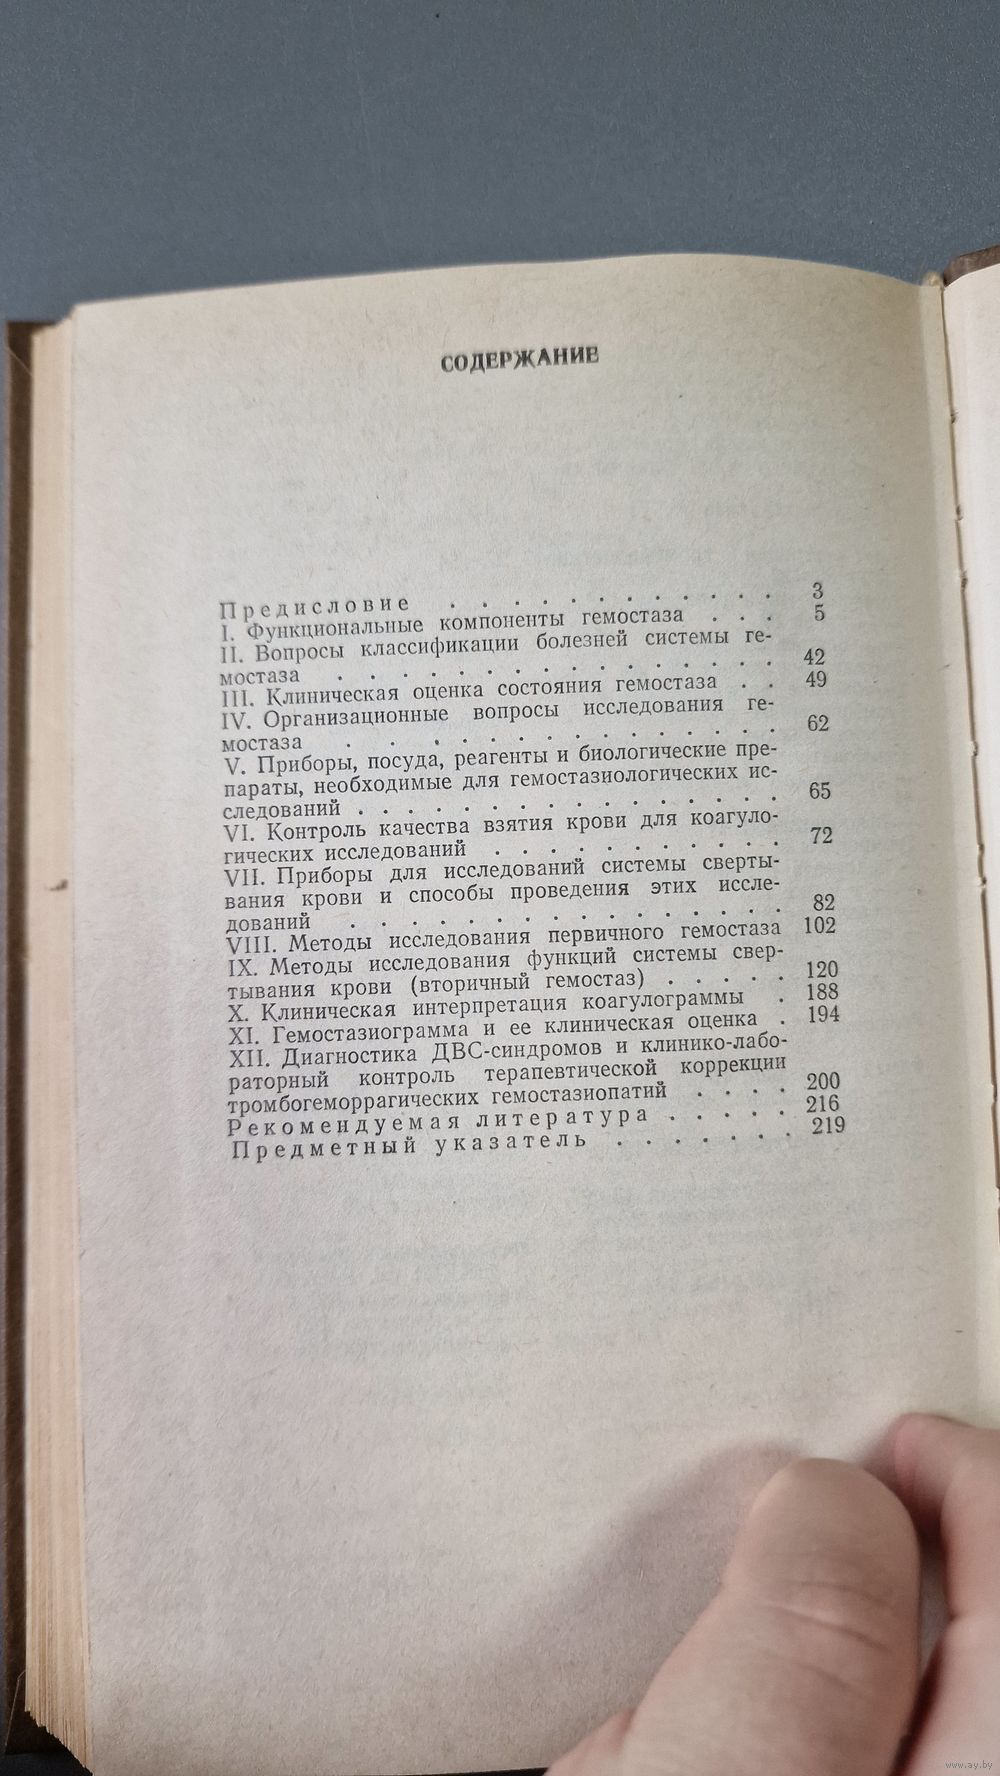 СОДЕРЖАНИЕ
Предисловие . . . . . . . . . . . 3
I. Функциональные компоненты гемостаза . . . 5
II. Вопросы классификации болезней системы ге-
мостаза . . . . . . . . . . . . . . 42
III. Клиническая оценка состояния гемостаза . . 49
IV. Организационные вопросы исследования ге-
мостаза . . . . . . . . . . . . . . 62
V. Приборы, посуда, реагенты и биологические пре-
параты, необходимые для гемостазиологических ис-
следований . . . . . . . . . . . . . . 65
VI. Контроль качества взятия крови для коагуло-
гических исследований . . . . . . . . . . 72
VII. Приборы для исследований системы сверты-
вания крови и способы проведения этих иссле-
дований . . . . . . . . . . . . . . 82
VIII. Методы исследования первичного гемостаза 102
IX. Методы исследования функций системы свер-
тывания крови (вторичный гемостаз) . . . . . 120
X. Клиническая интерпретация коагулограммы . 188
XI. Гемостазиограмма и ее клиническая оценка . 194
XII. Диагностика ДВС-синдромов и клинико-лабо-
раторный контроль терапевтической коррекции
тромбогеморрагических гемостазиопатий . . . . 200
Рекомендуемая литература . . . . . 216
Предметный указатель . . . . . . . 219
www.ay.by